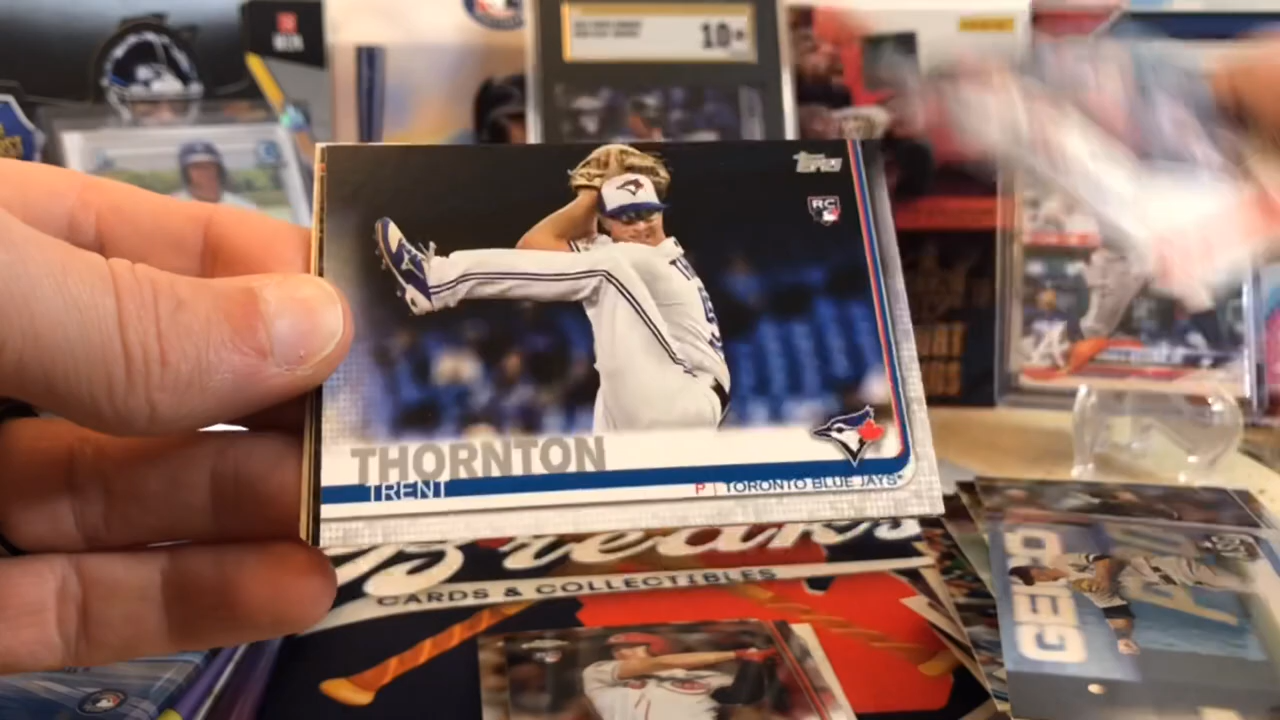 10
Topps
RC
THORNTON
TRENT
P | TORONTO BLUE JAYS
Breaks
CARDS & COLLECTIBLES